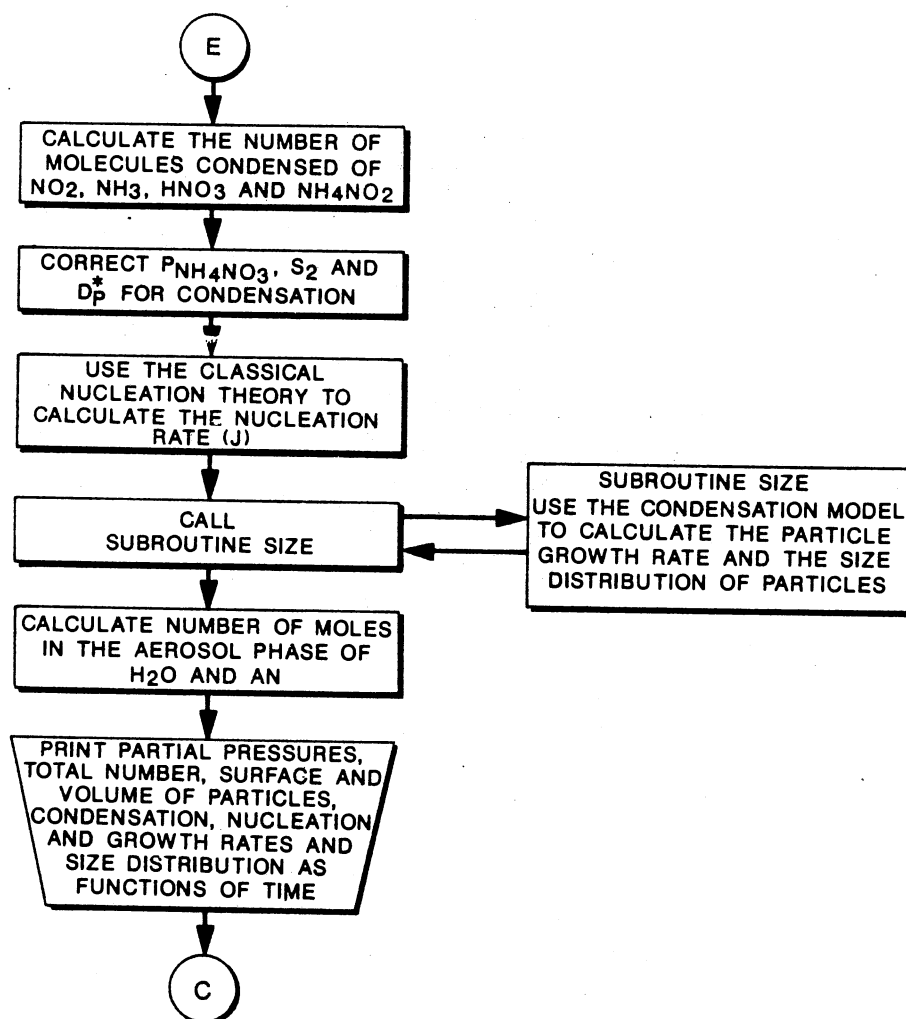 E
CALCULATE THE NUMBER OF
MOLECULES CONDENSED OF
NO2, NH3, HNO3 AND NH4NO2
CORRECT PNH4NO3, S2 AND
D*P FOR CONDENSATION
USE THE CLASSICAL
NUCLEATION THEORY TO
CALCULATE THE NUCLEATION
RATE (J)
CALL
SUBROUTINE SIZE
SUBROUTINE SIZE
USE THE CONDENSATION MODEL
TO CALCULATE THE PARTICLE
GROWTH RATE AND THE SIZE
DISTRIBUTION OF PARTICLES
CALCULATE NUMBER OF MOLES
IN THE AEROSOL PHASE OF
H2O AND AN
PRINT PARTIAL PRESSURES,
TOTAL NUMBER, SURFACE AND
VOLUME OF PARTICLES,
CONDENSATION, NUCLEATION
AND GROWTH RATES AND
SIZE DISTRIBUTION AS
FUNCTIONS OF TIME
C